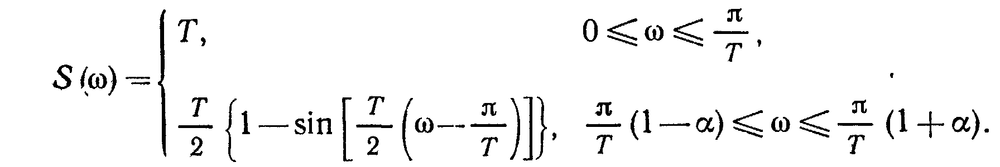 S(ω) = { T, 0 ⩽ ω ⩽ π/T,
T/2 {1 — sin [T/2 (ω — π/T)]}, π/T (1 — α) ⩽ ω ⩽ π/T (1 + α).